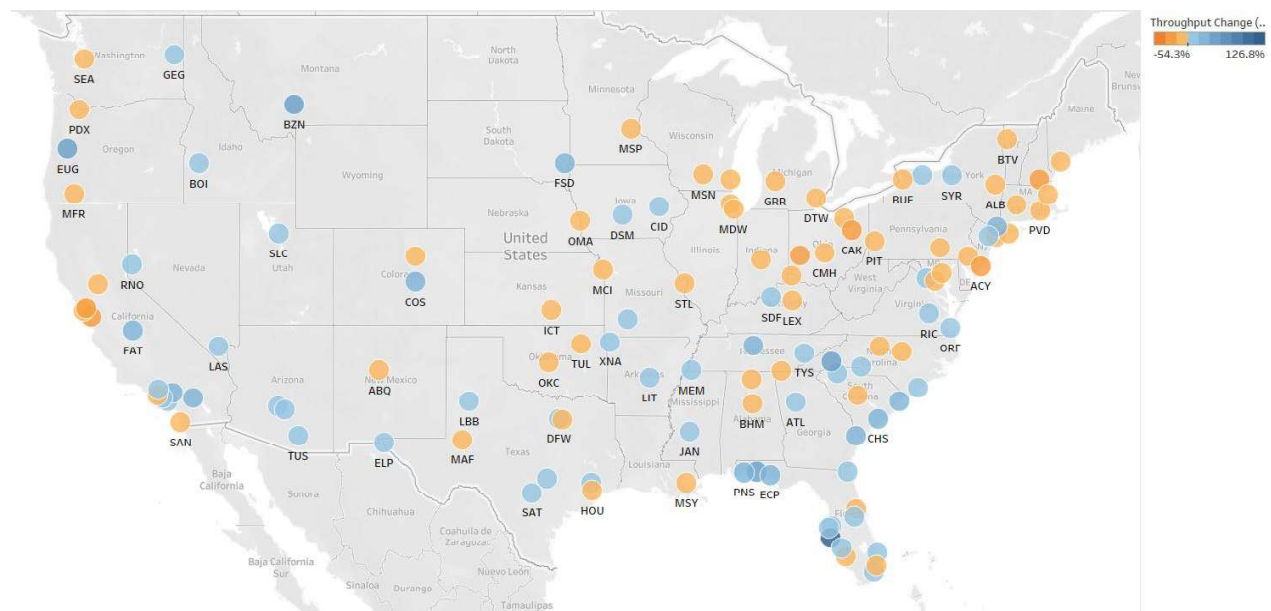 Throughput Change (..
-54.3% 126.8%
Washington
GEG
SEA
Montana
North
Dakota
Minnesota
Maine
New
PDX
BZN
EUG
Oregon
Idaho
BOI
South
Dakota
MSP
Wisconsin
BTV
Wyoming
FSD
MSN
Michigan
GRR
BUF
York
SYR
MFR
ALB
MA
Nebraska
OMA
Iowa
DSM
CID
MDW
DTW
PVD
SLC
United
States
Illinois
Indiana
Ohio
CAK
PIT
Pennsylvania
RNO
Nevada
Utah
COS
Kansas
MCI
Missouri
STL
CMH
West
Virginia
DE
ACY
California
FAT
ICT
SDF
LEX
RIC
ORF
LAS
TUL
XNA
Tennessee
TYS
Carolina
Arizona
ABQ
New Mexico
OKC
LIT
MEM
Mississippi
South
Carolina
SAN
LBB
DFW
BHM
Alabama
ATL
Georgia
CHS
TUS
ELP
MAF
Texas
JAN
Baja
California
Sonora
Louisiana
PNS
ECP
Chihuahua
SAT
HOU
MSY
Coahuila de
Zaragoza
Baja California
Sur
Sinaloa
Durango
Nuevo León
Tamaulipas